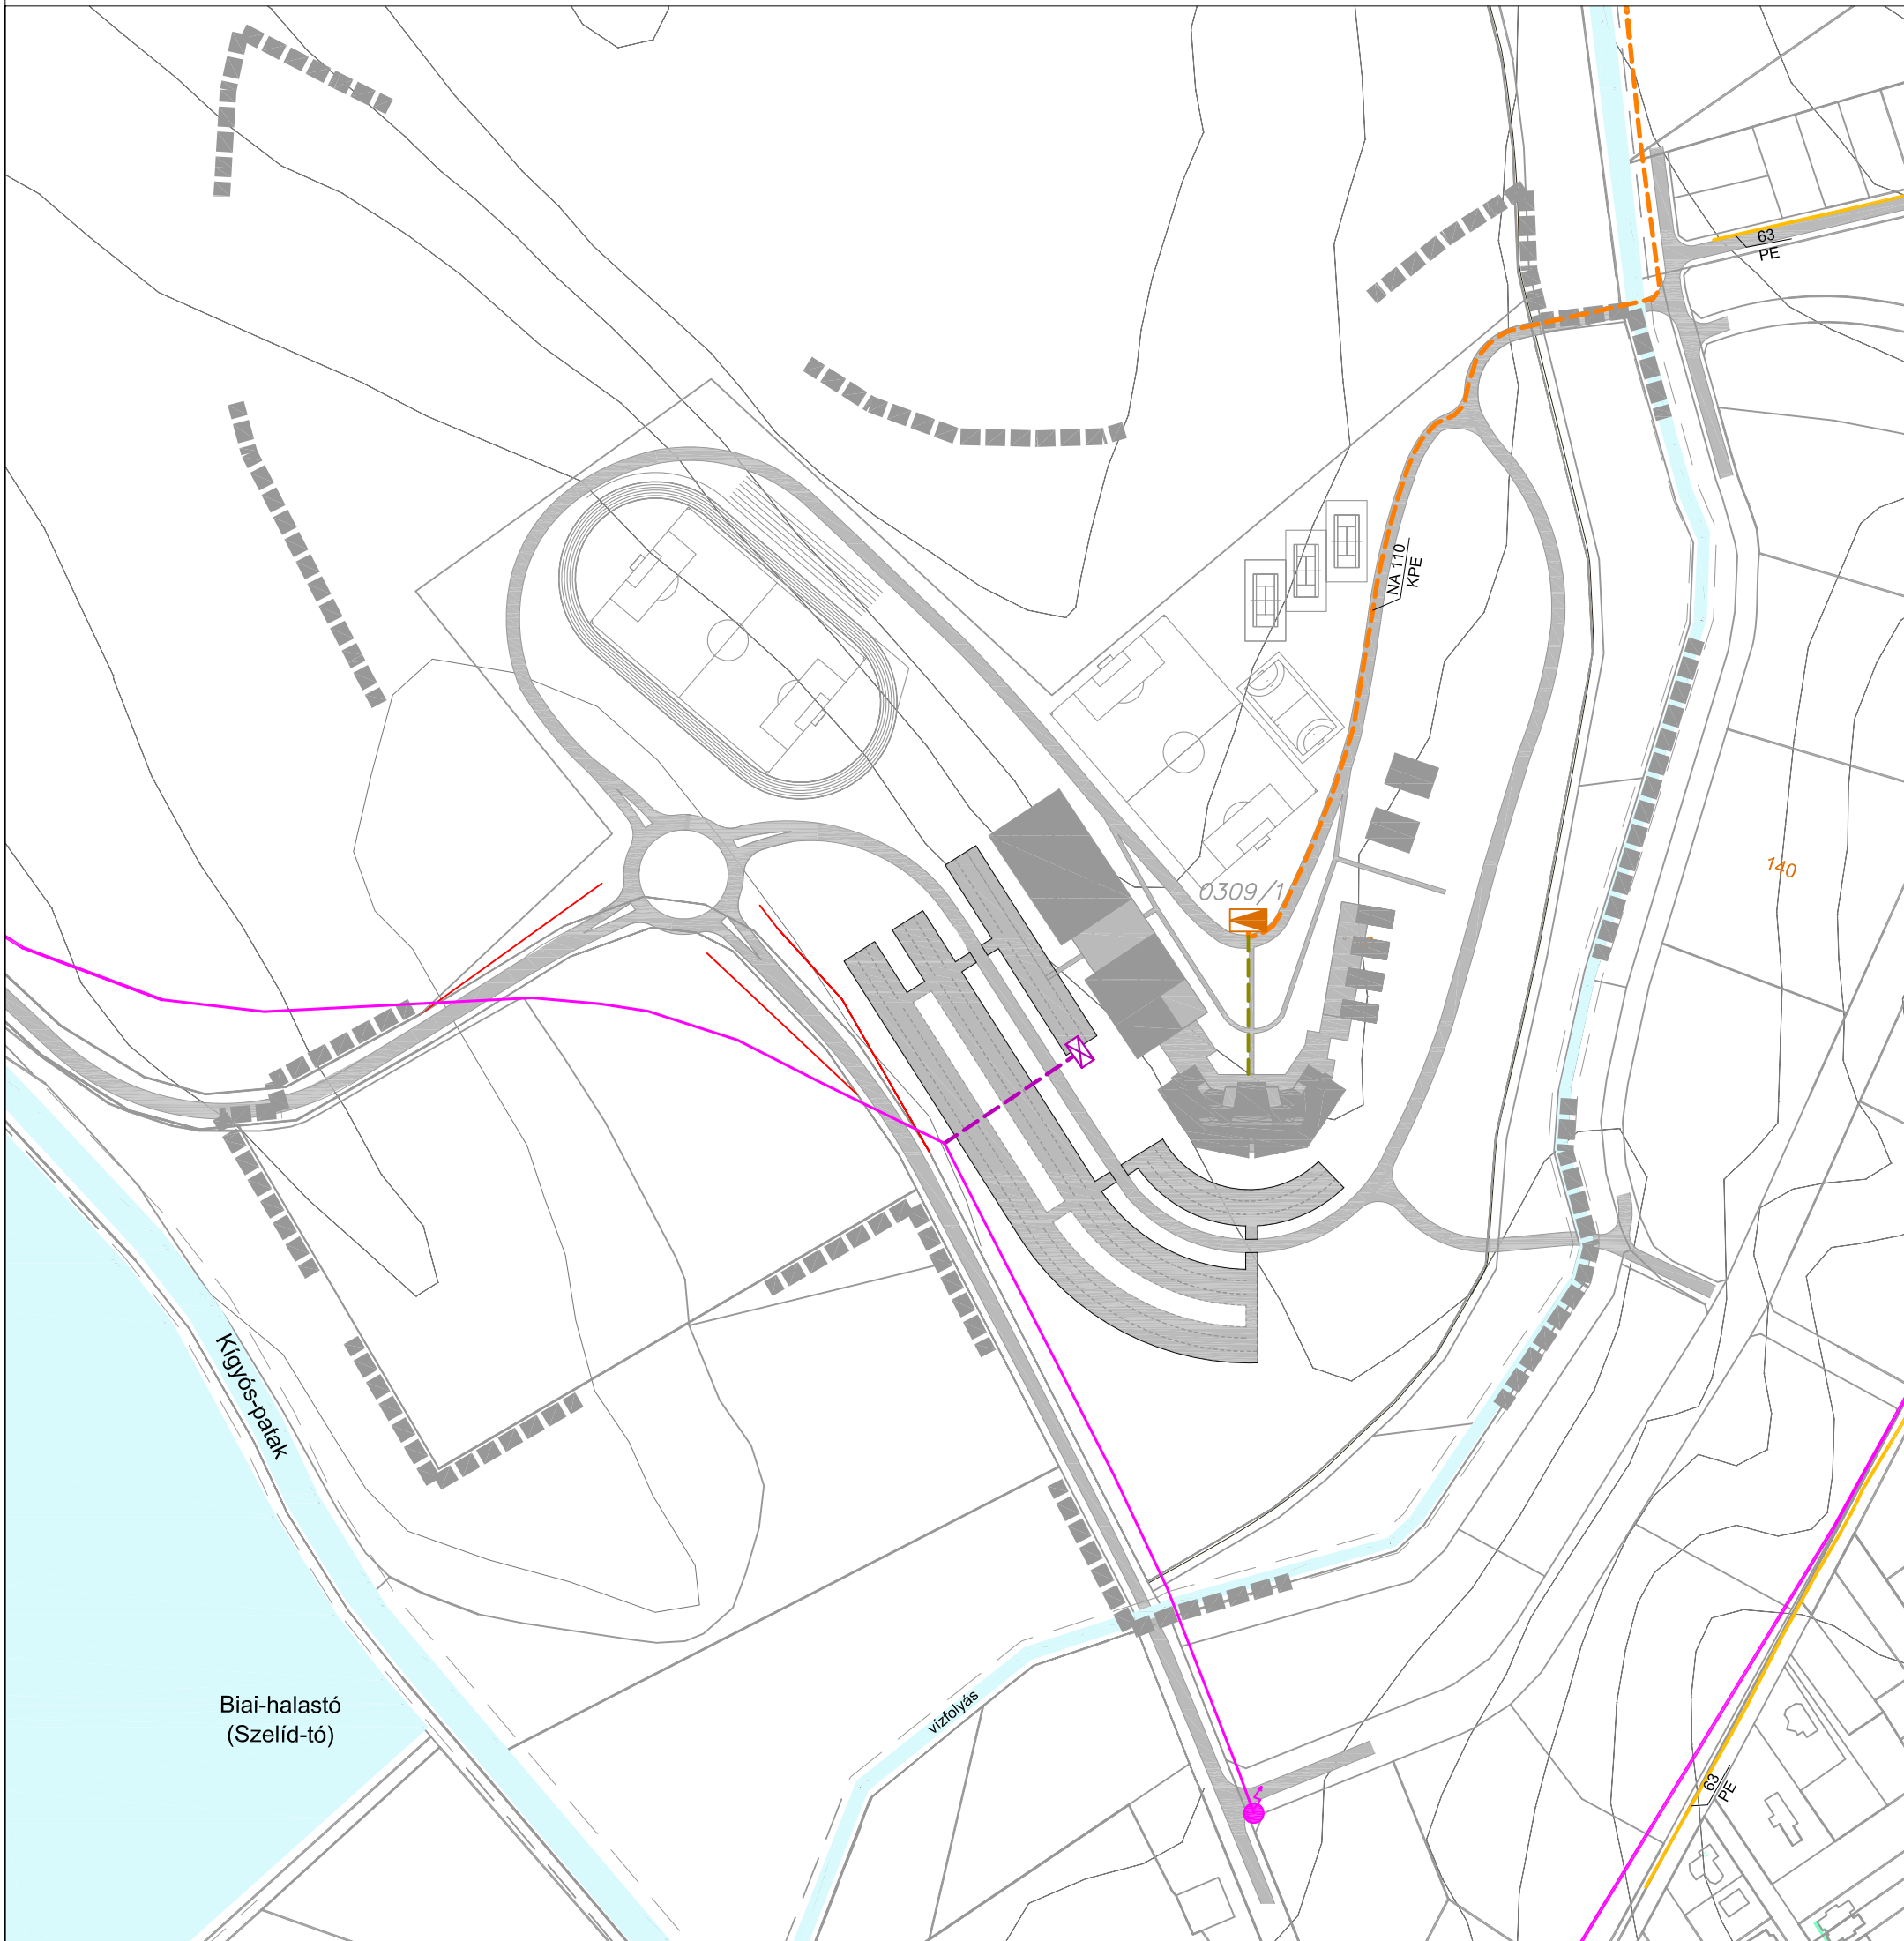 63
PE
NA 110
KPE
140
0309/1
Kígyós-patak
Biai-halastó
(Szelíd-tó)
vízfolyás
63
PE